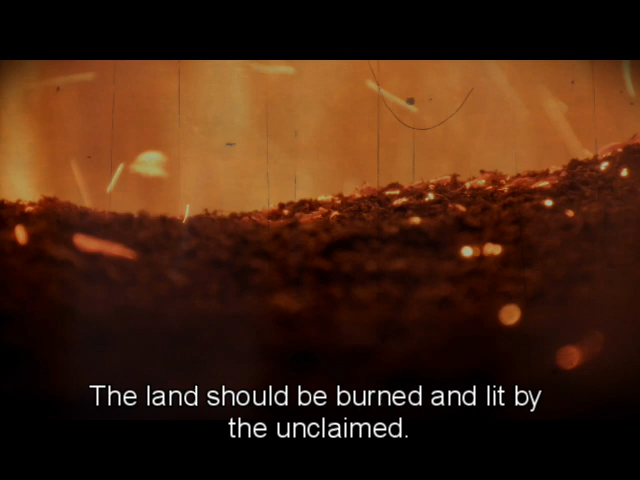 The land should be burned and lit by
the unclaimed.